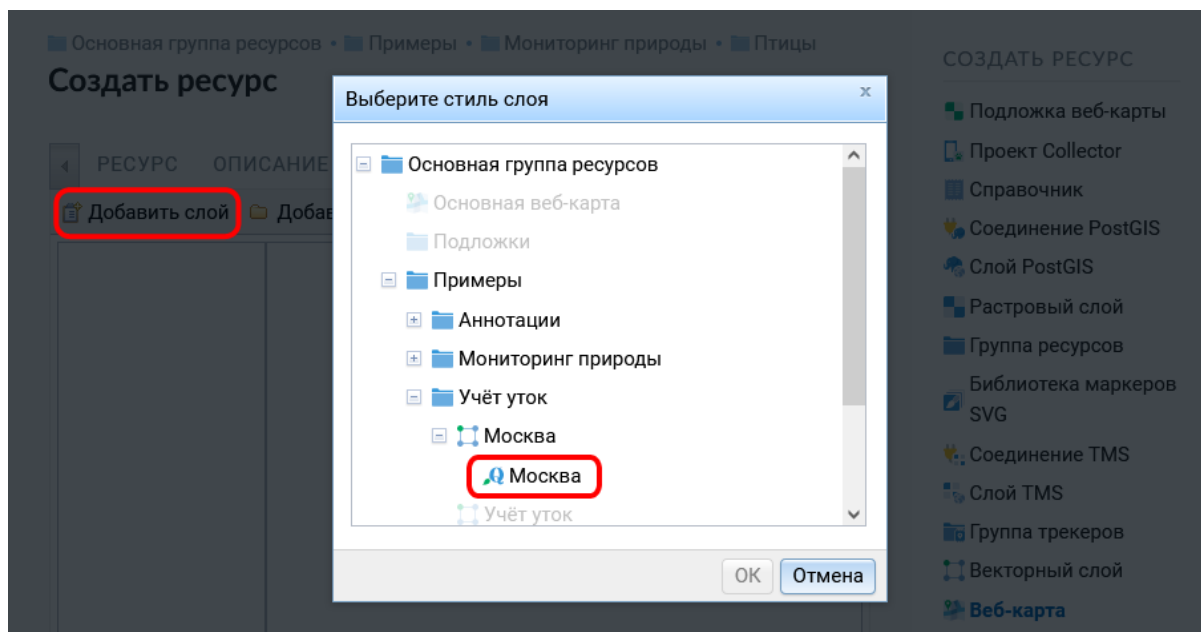 Основная группа ресурсов • Примеры • Мониторинг природы • Птицы
Создать ресурс
РЕСУРС ОПИСАНИЕ
Добавить слой Добав
Выберите стиль слоя x
Основная группа ресурсов
Основная веб-карта
Подложки
Примеры
Аннотации
Мониторинг природы
Учёт уток
Москва
Москва
Учёт уток
ОК Отмена
СОЗДАТЬ РЕСУРС
Подложка веб-карты
Проект Collector
Справочник
Соединение PostGIS
Слой PostGIS
Растровый слой
Группа ресурсов
Библиотека маркеров
SVG
Соединение TMS
Слой TMS
Группа трекеров
Векторный слой
Веб-карта